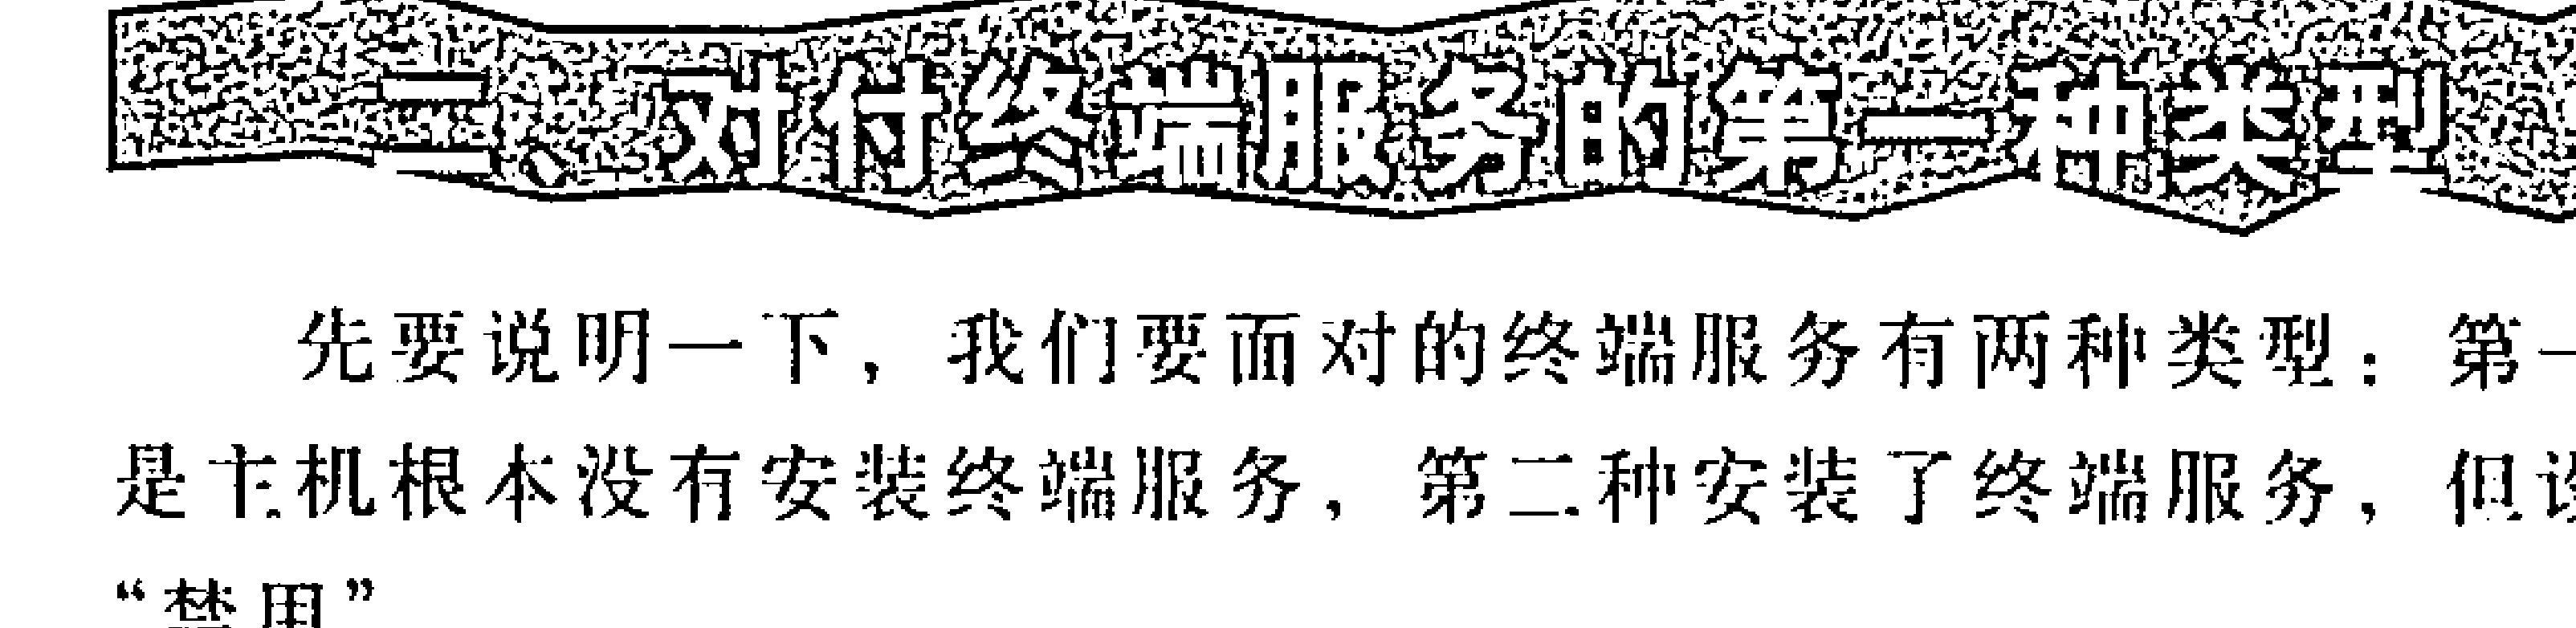 二、对付终端服务的第一种类型
先要说明一下，我们要面对的终端服务有两种类型：第一
是主机根本没有安装终端服务，第二种安装了终端服务，但设
“禁用”